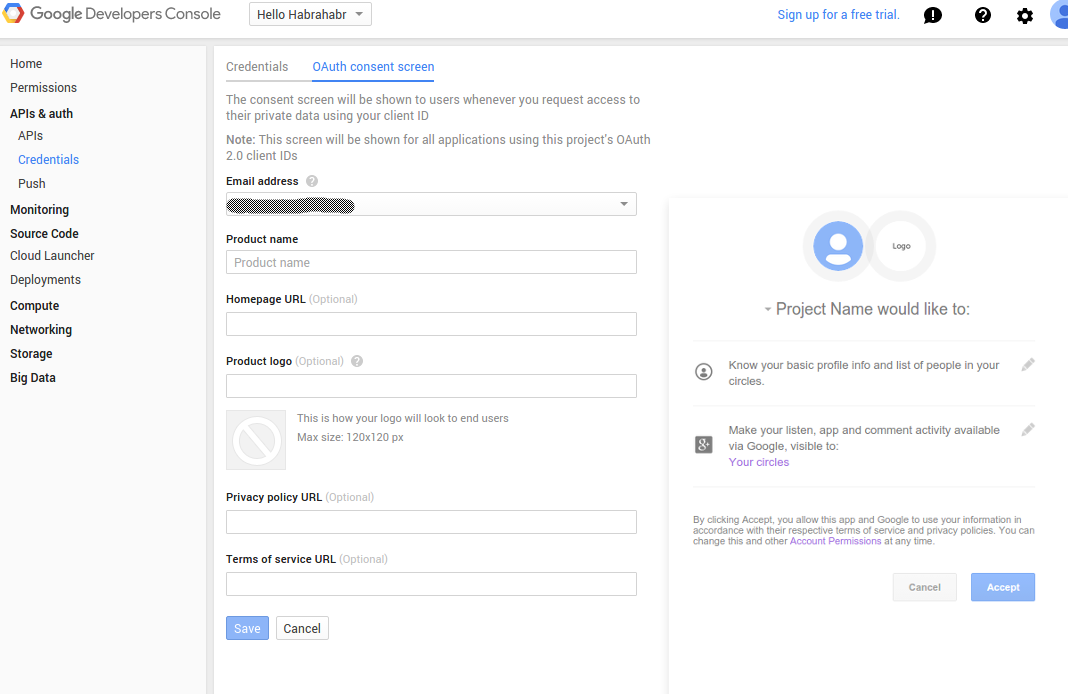 Google Developers Console
Hello Habrahabr
Sign up for a free trial.
Home
Permissions
APIs & auth
APIs
Credentials
Push
Monitoring
Source Code
Cloud Launcher
Deployments
Compute
Networking
Storage
Big Data
Credentials
OAuth consent screen
The consent screen will be shown to users whenever you request access to
their private data using your client ID
Note: This screen will be shown for all applications using this project's OAuth
2.0 client IDs
Email address ?
Product name
Product name
Homepage URL (Optional)
Product logo (Optional) ?
This is how your logo will look to end users
Max size: 120x120 px
Privacy policy URL (Optional)
Terms of service URL (Optional)
Save
Cancel
Logo
Project Name would like to:
Know your basic profile info and list of people in your
circles.
g+
Make your listen, app and comment activity available
via Google, visible to:
Your circles
By clicking Accept, you allow this app and Google to use your information in
accordance with their respective terms of service and privacy policies. You can
change this and other Account Permissions at any time.
Cancel
Accept